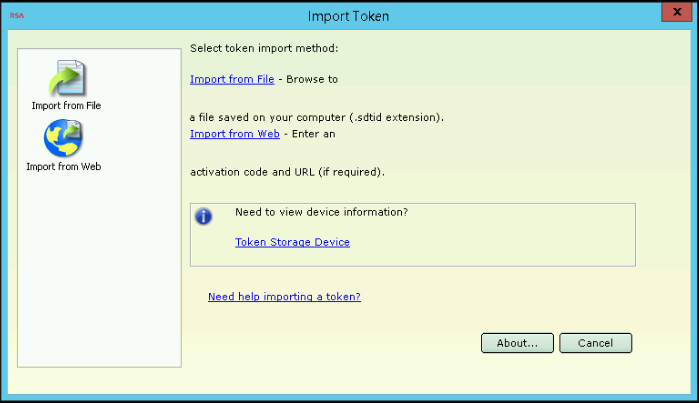 RSA
Import Token
x
Import from File
Import from Web
Select token import method:
Import from File - Browse to
a file saved on your computer (.sdtid extension).
Import from Web - Enter an
activation code and URL (if required).
i
Need to view device information?
Token Storage Device
Need help importing a token?
About...
Cancel